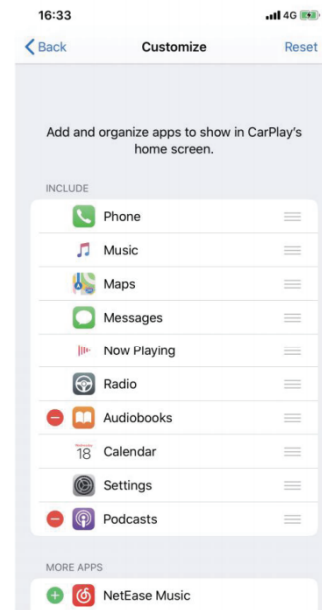 16:33
4G
Back
Customize
Reset
Add and organize apps to show in CarPlay's
home screen.
INCLUDE
Phone
Music
Maps
Messages
Now Playing
Radio
Audiobooks
18 Calendar
Settings
Podcasts
MORE APPS
NetEase Music